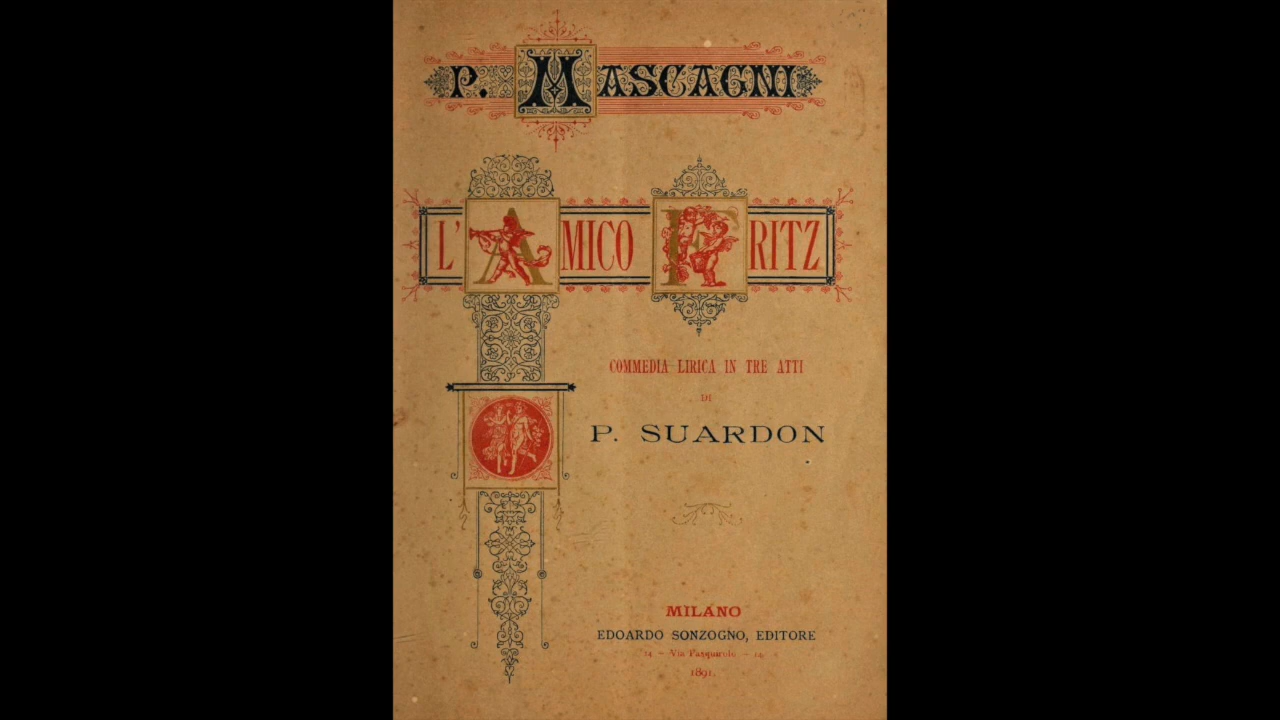 P. MASCAGNI
L'AMICO FRITZ
COMMEDIA LIRICA IN TRE ATTI
DI
P. SUARDON
MILANO
EDOARDO SONZOGNO, EDITORE
14 – Via Pasquirolo – 14
1891.